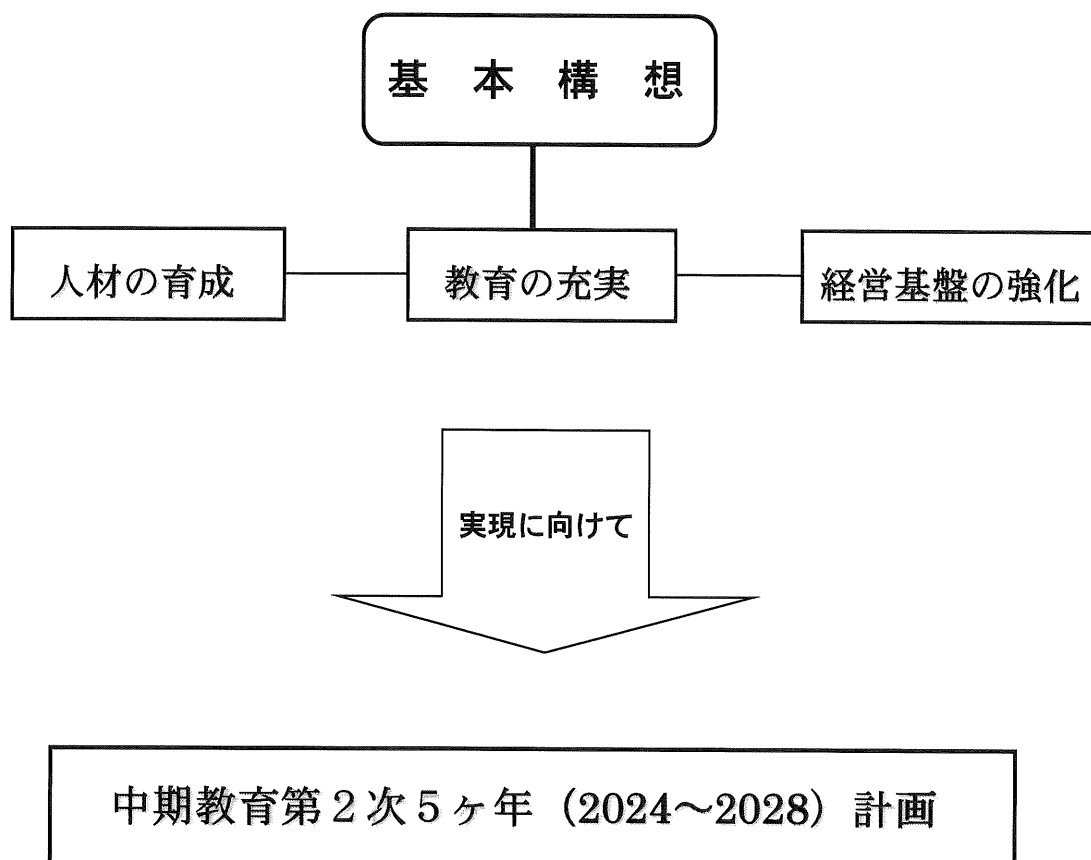 基本構想
人材の育成
教育の充実
経営基盤の強化
実現に向けて
中期教育第２次５ヶ年（2024～2028）計画